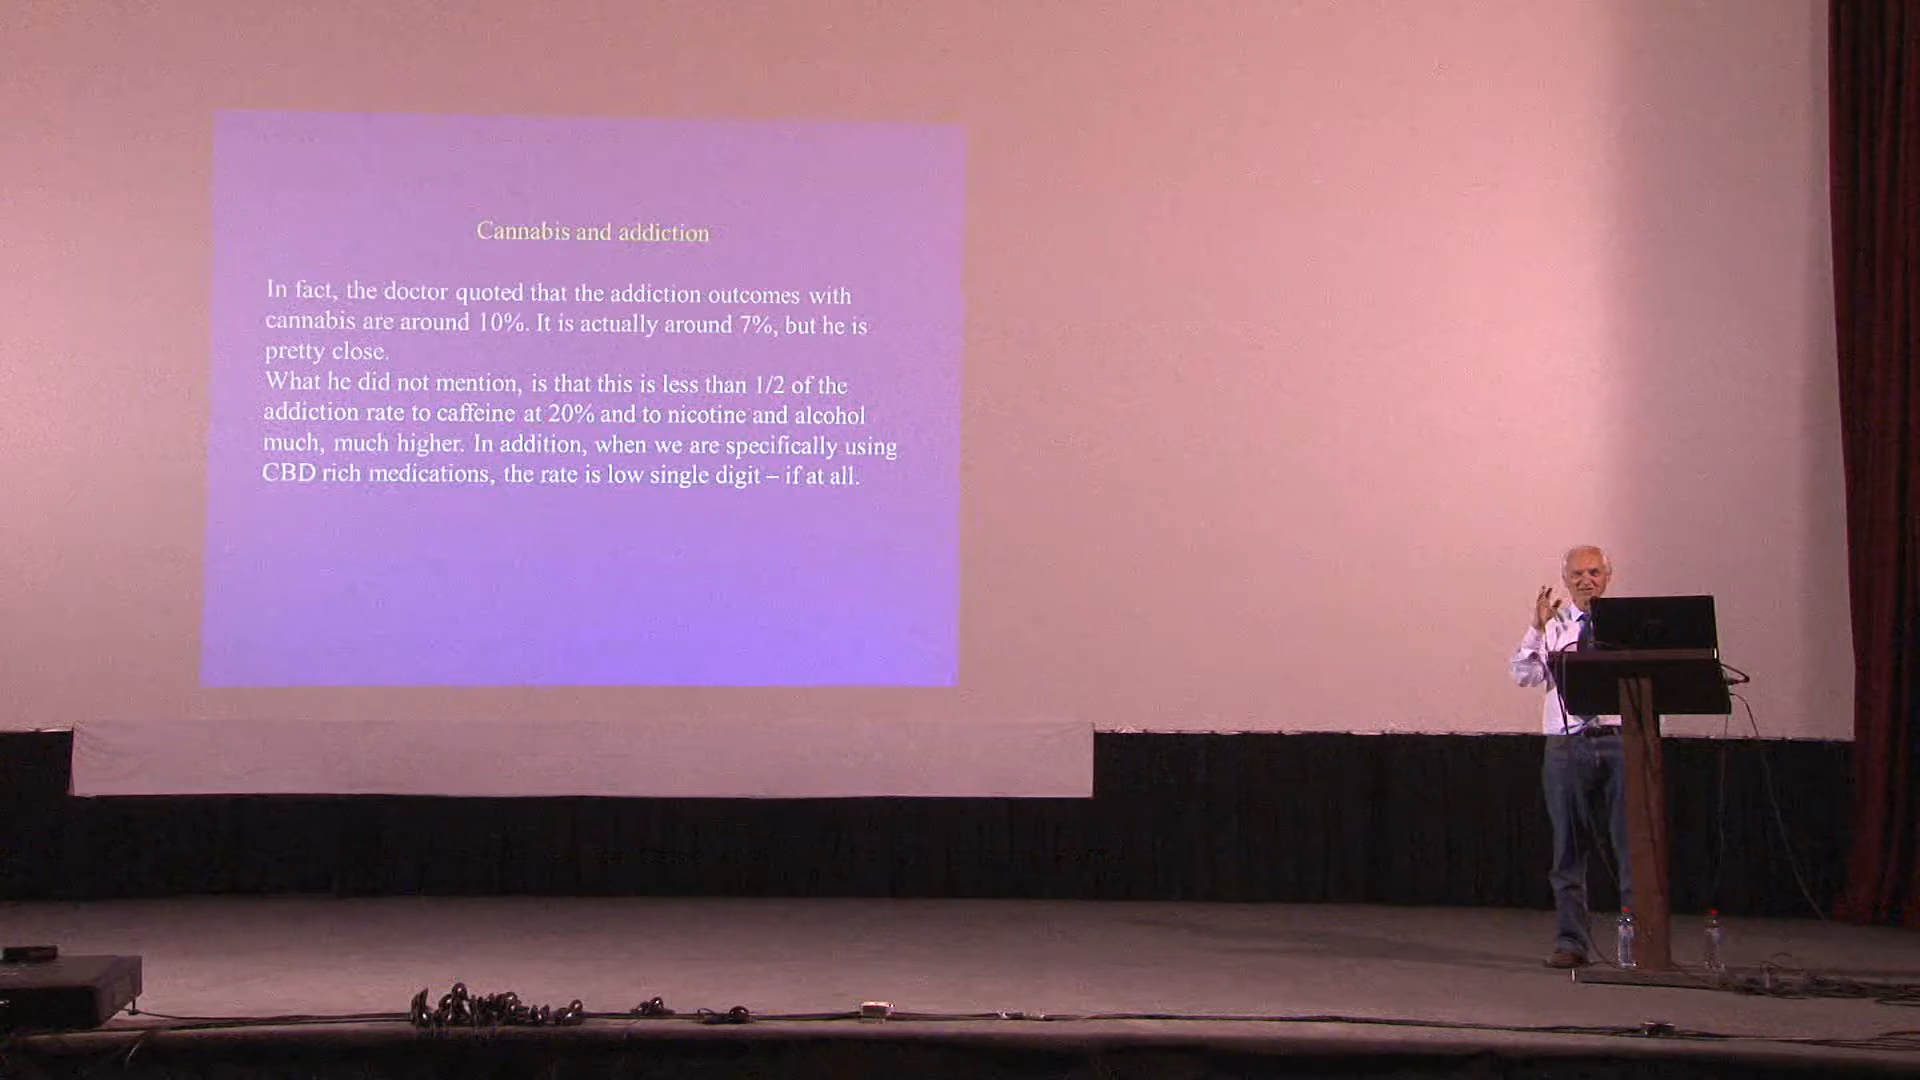 Cannabis and addiction
In fact, the doctor quoted that the addiction outcomes with
cannabis are around 10%. It is actually around 7%, but he is
pretty close.
What he did not mention, is that this is less than 1/2 of the
addiction rate to caffeine at 20% and to nicotine and alcohol
much, much higher. In addition, when we are specifically using
CBD rich medications, the rate is low single digit – if at all.